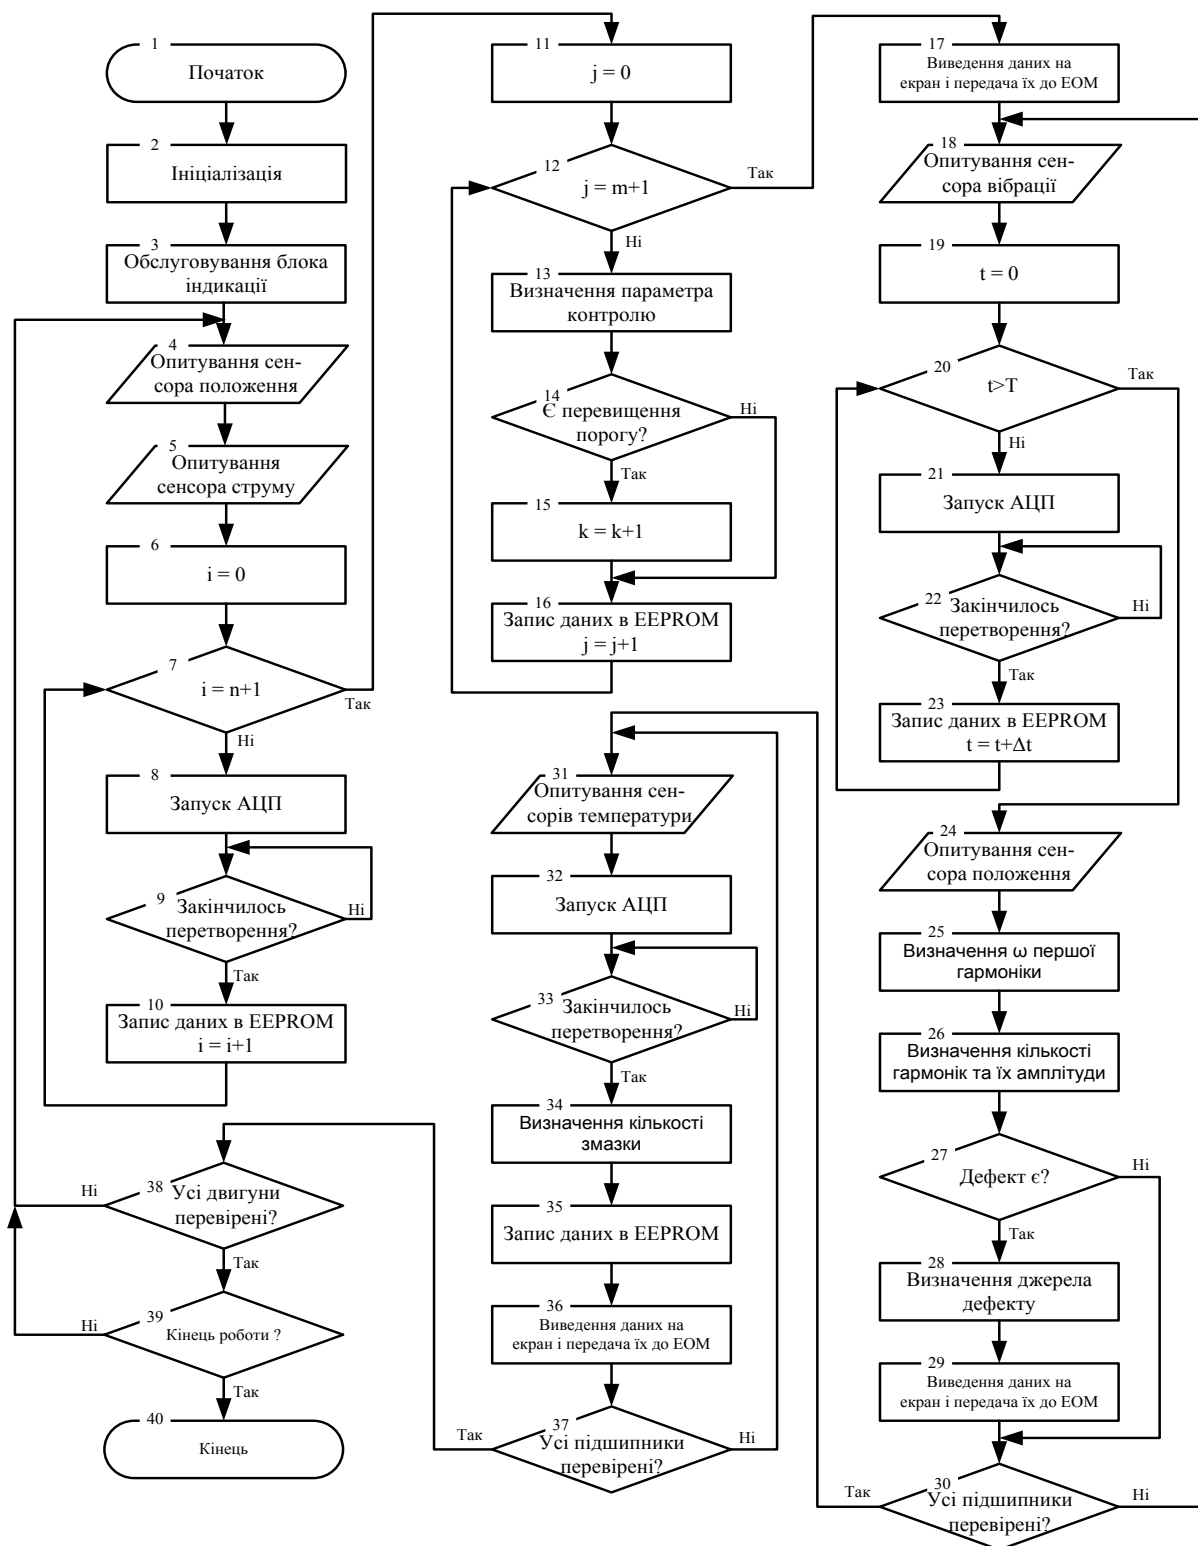 1
Початок
2
Ініціалізація
3
Обслуговування блока
індикації
4
Опитування сен-
сора положення
5
Опитування
сенсора струму
6
i = 0
7
i = n+1
Так
Ні
8
Запуск АЦП
9
Закінчилось
перетворення?
Ні
Так
10
Запис даних в EEPROM
i = i+1
11
j = 0
12
j = m+1
Так
Ні
13
Визначення параметра
контролю
14
Є перевищення
порогу?
Ні
Так
15
k = k+1
16
Запис даних в EEPROM
j = j+1
17
Виведення даних на
екран і передача їх до ЕОМ
18
Опитування сен-
сора вібрації
19
t = 0
20
t>T
Так
Ні
21
Запуск АЦП
22
Закінчилось
перетворення?
Ні
Так
23
Запис даних в EEPROM
t = t+Δt
24
Опитування сен-
сора положення
25
Визначення ω першої
гармоніки
26
Визначення кількості
гармонік та їх амплітуди
27
Дефект є?
Ні
Так
28
Визначення джерела
дефекту
29
Виведення даних на
екран і передача їх до ЕОМ
30
Усі підшипники
перевірені?
Так
Ні
31
Опитування сен-
сорів температури
32
Запуск АЦП
33
Закінчилось
перетворення?
Ні
Так
34
Визначення кількості
змазки
35
Запис даних в EEPROM
36
Виведення даних на
екран і передача їх до ЕОМ
37
Усі підшипники
перевірені?
Так
Ні
38
Усі двигуни
перевірені?
Ні
Так
39
Кінець роботи ?
Ні
Так
40
Кінець